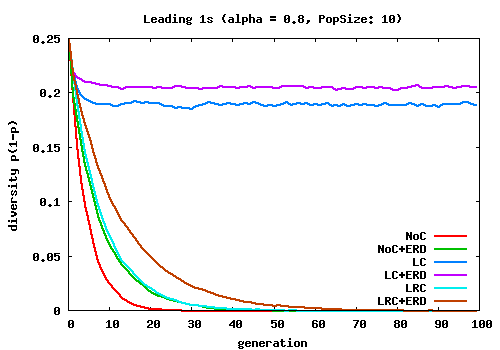 Leading 1s (alpha = 0.8, PopSize: 10)
0.25
0.2
0.15
0.1
0.05
0
diversity p(1-p)
NoC
NoC+ERD
LC
LC+ERD
LRC
LRC+ERD
0 10 20 30 40 50 60 70 80 90 100
generation